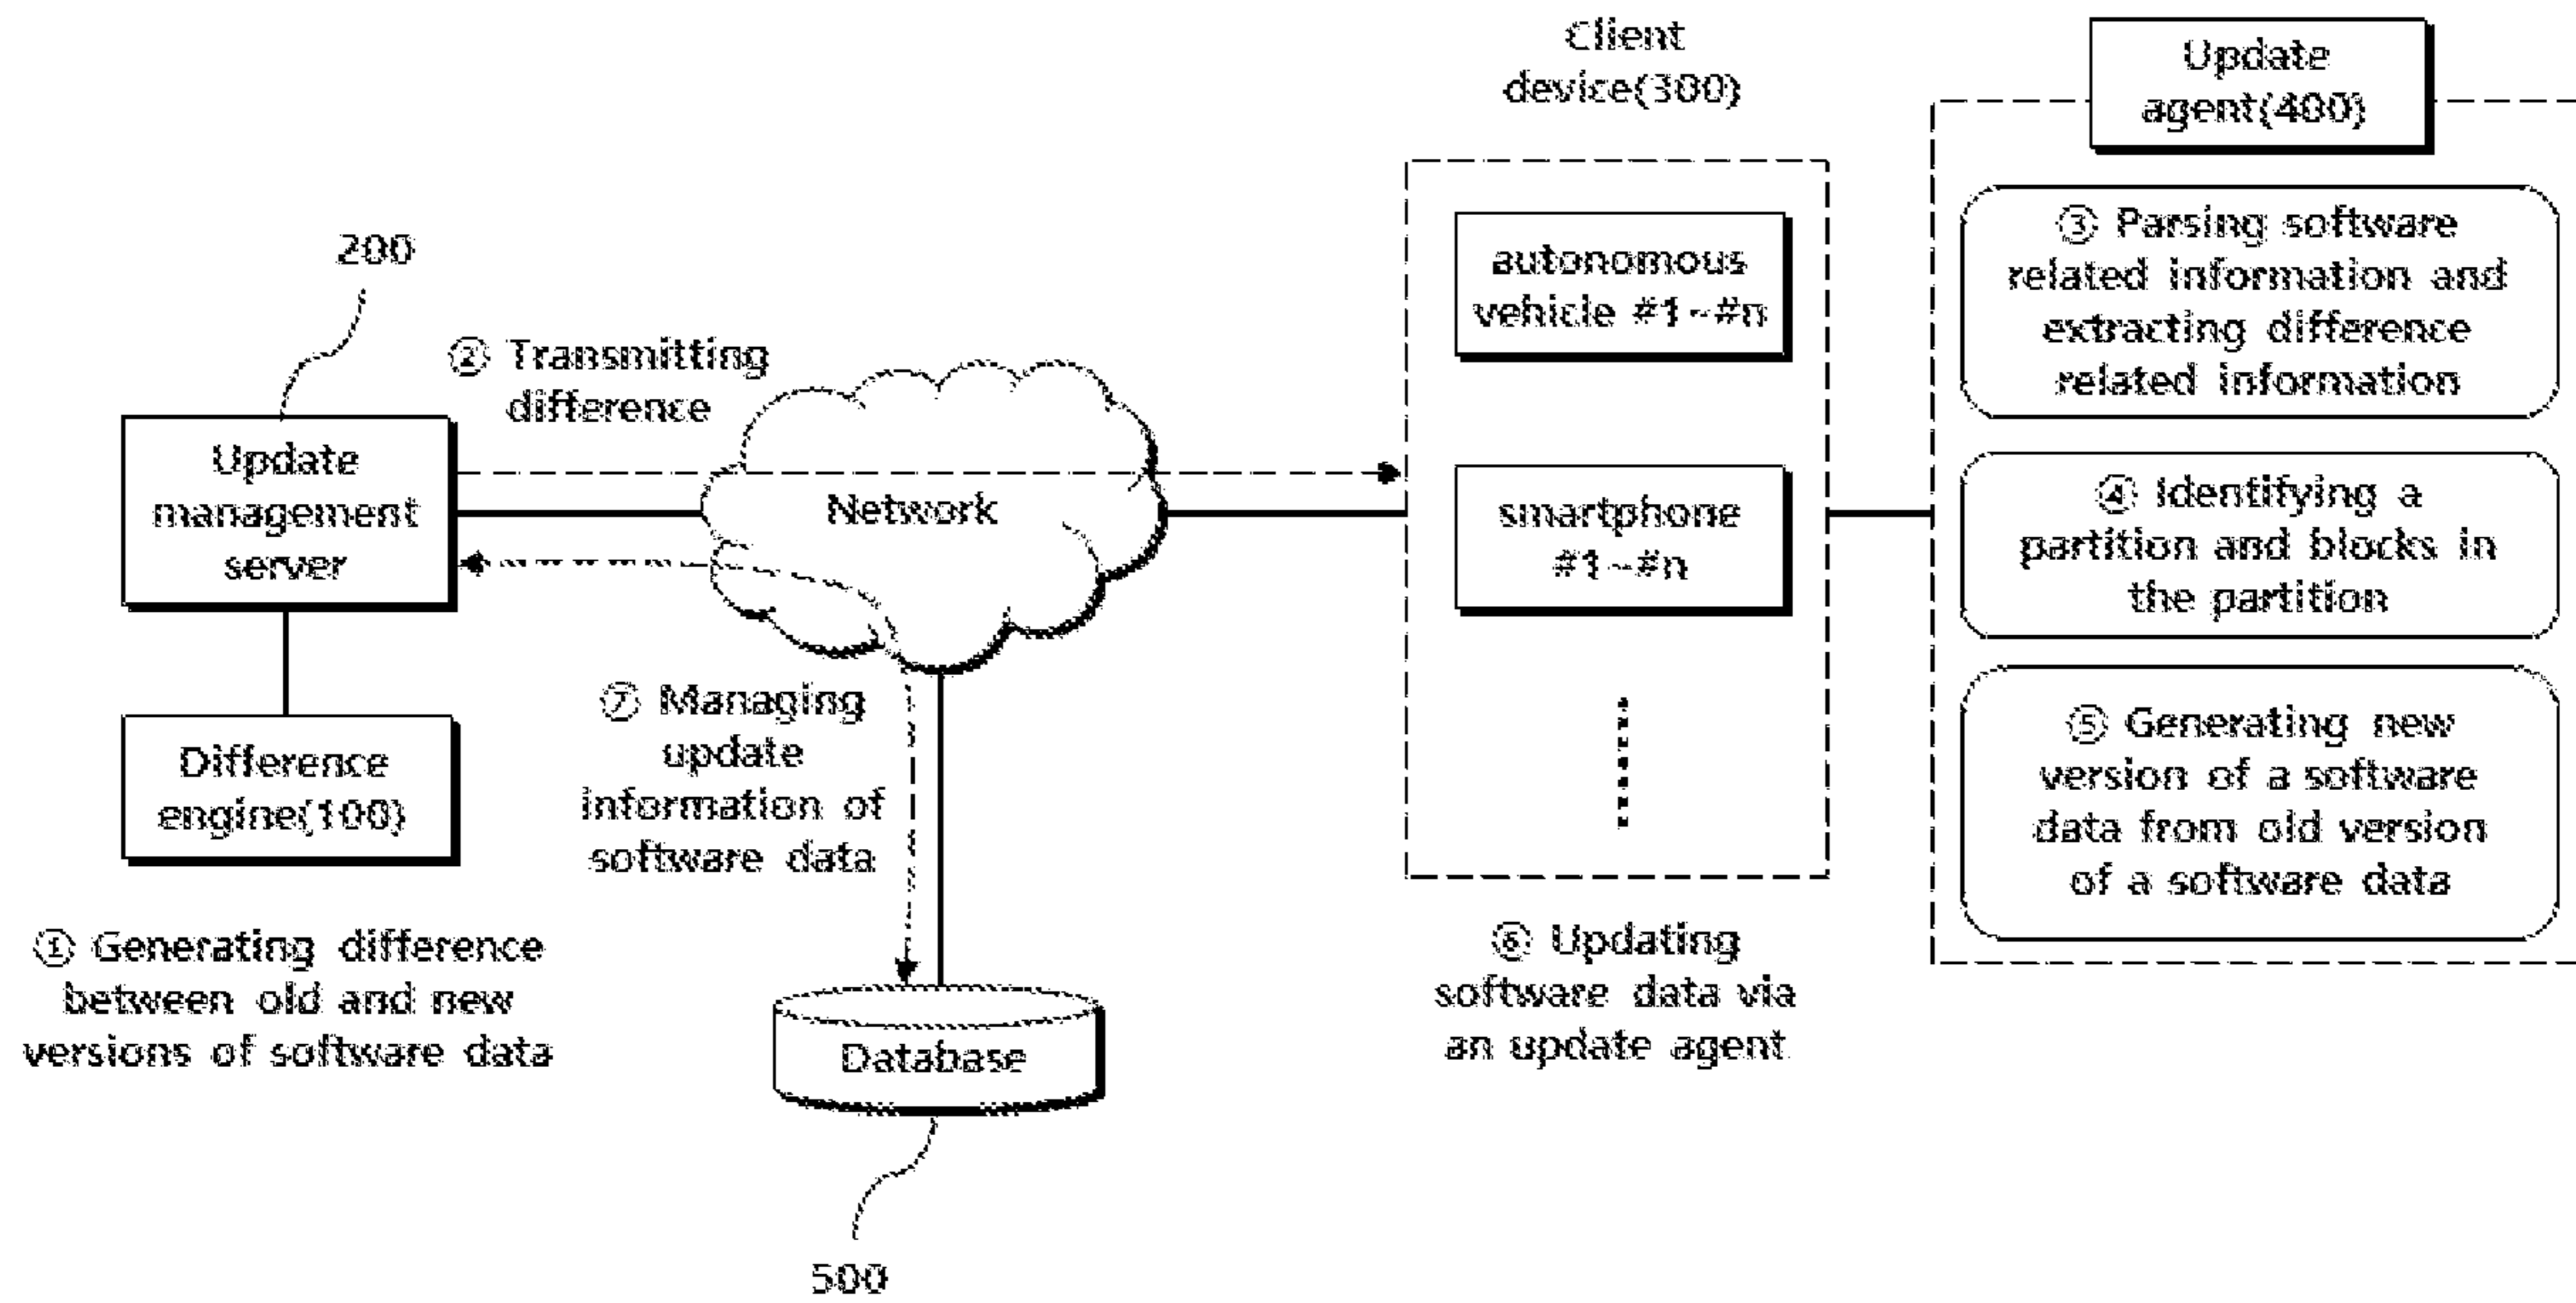 Client
device(300)
Update
agent(400)
200
② Transmitting
difference
Update
management
server
Network
Difference
engine(100)
① Generating difference
between old and new
versions of software data
⑦ Managing
update
information of
software data
Database
500
autonomous
vehicle #1~#n
smartphone
#1~#n
⑥ Updating
software data via
an update agent
③ Parsing software
related information and
extracting difference
related information
④ Identifying a
partition and blocks in
the partition
⑤ Generating new
version of a software
data from old version
of a software data